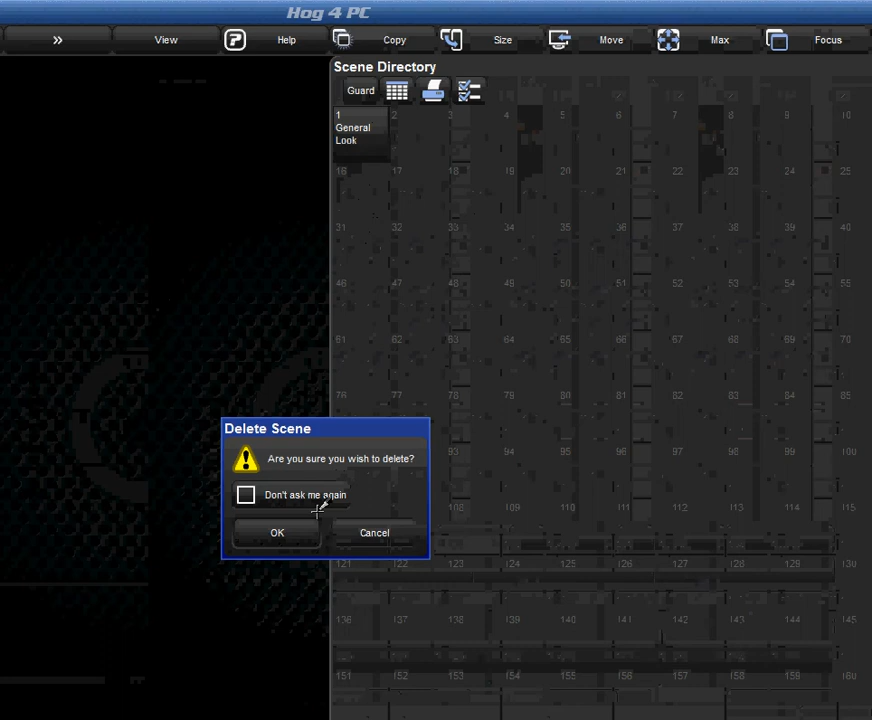 Hog 4 PC
» View Help Copy Size Move Max Focus
Scene Directory
Guard
1 2 3 4 5 6 7 8 9 10
General
Look
16 17 18 19 20 21 22 23 24 25
31 32 33 34 35 36 37 38 39 40
46 47 48 49 50 51 52 53 54 55
61 62 63 64 65 66 67 68 69 70
76 77 78 79 80 81 82 83 84 85
Delete Scene
93 94 95 96 97 98 99 100
Are you sure you wish to delete?
Don't ask me again
108 109 110 111 112 113 114 115
OK Cancel
121 122 123 124 125 126 127 128 129 130
136 137 138 139 140 141 142 143 144 145
151 152 153 154 155 156 157 158 159 160